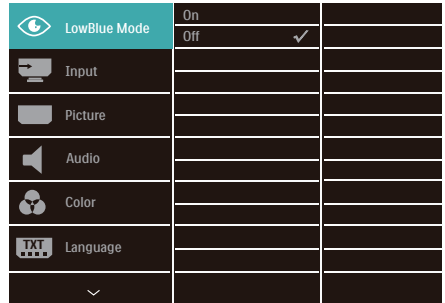 LowBlue Mode
On
Off
Input
Picture
Audio
Color
TXT
Language